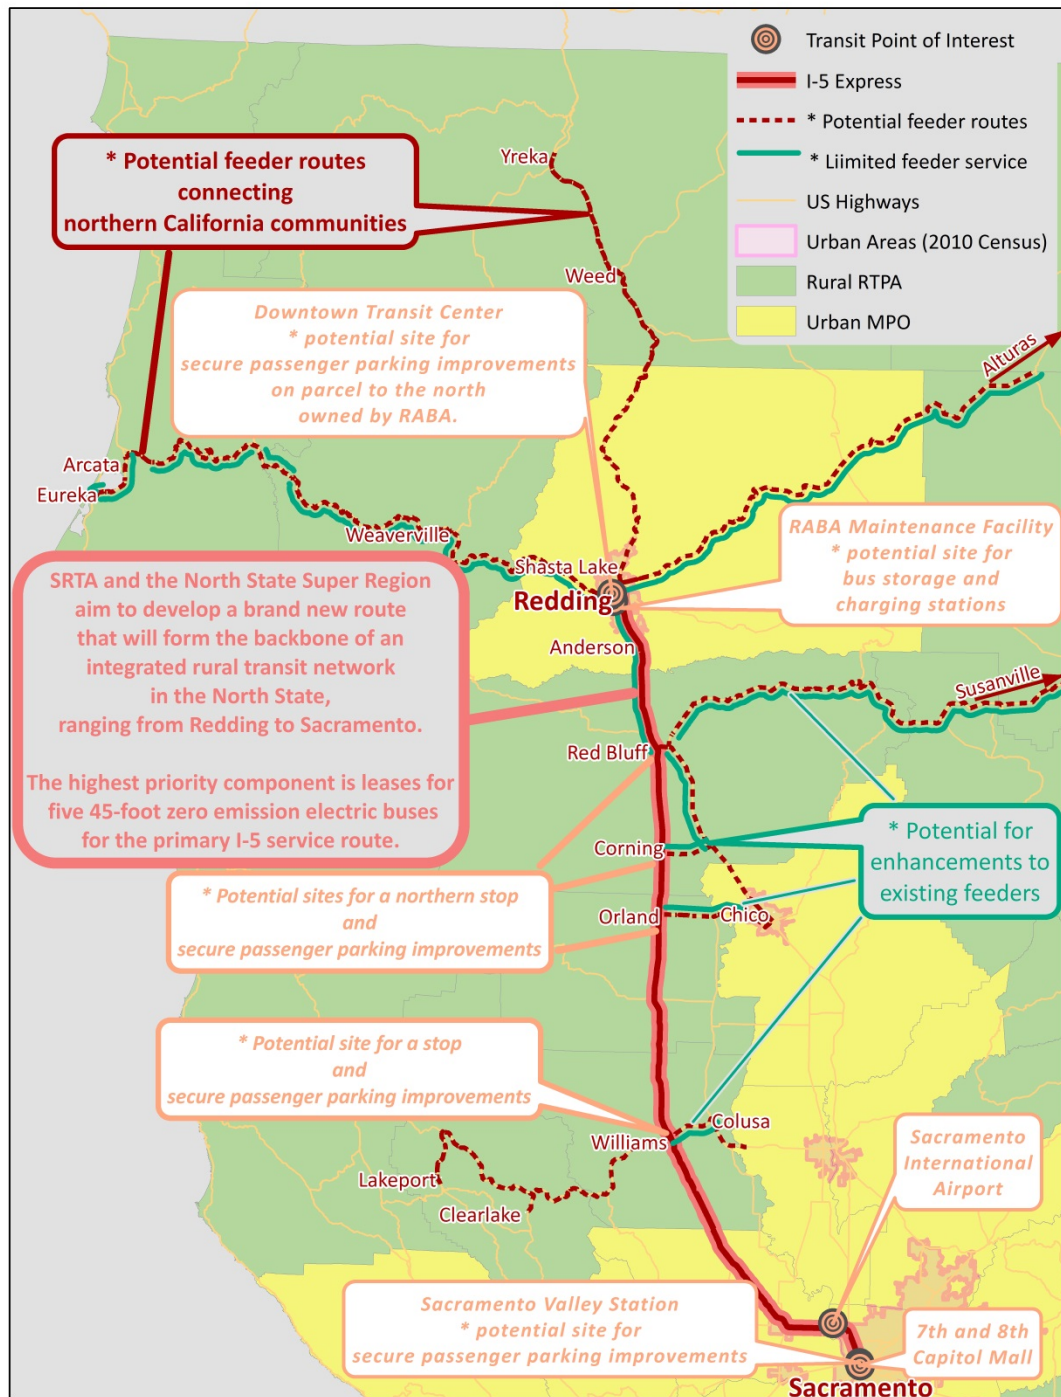 Transit Point of Interest
I-5 Express
* Potential feeder routes
* Liimited feeder service
US Highways
Urban Areas (2010 Census)
Rural RTPA
Urban MPO
* Potential feeder routes
connecting
northern California communities
Yreka
Weed
Downtown Transit Center
* potential site for
secure passenger parking improvements
on parcel to the north
owned by RABA.
Alturas
Arcata
Eureka
Weaverville
Shasta Lake
Redding
RABA Maintenance Facility
* potential site for
bus storage and
charging stations
SRTA and the North State Super Region
aim to develop a brand new route
that will form the backbone of an
integrated rural transit network
in the North State,
ranging from Redding to Sacramento.
The highest priority component is leases for
five 45-foot zero emission electric buses
for the primary I-5 service route.
Anderson
Susanville
Red Bluff
Corning
* Potential for
enhancements to
existing feeders
* Potential sites for a northern stop
and
secure passenger parking improvements
Orland
Chico
* Potential site for a stop
and
secure passenger parking improvements
Williams
Colusa
Lakeport
Clearlake
Sacramento
International
Airport
Sacramento Valley Station
* potential site for
secure passenger parking improvements
7th and 8th
Capitol Mall
Sacramento